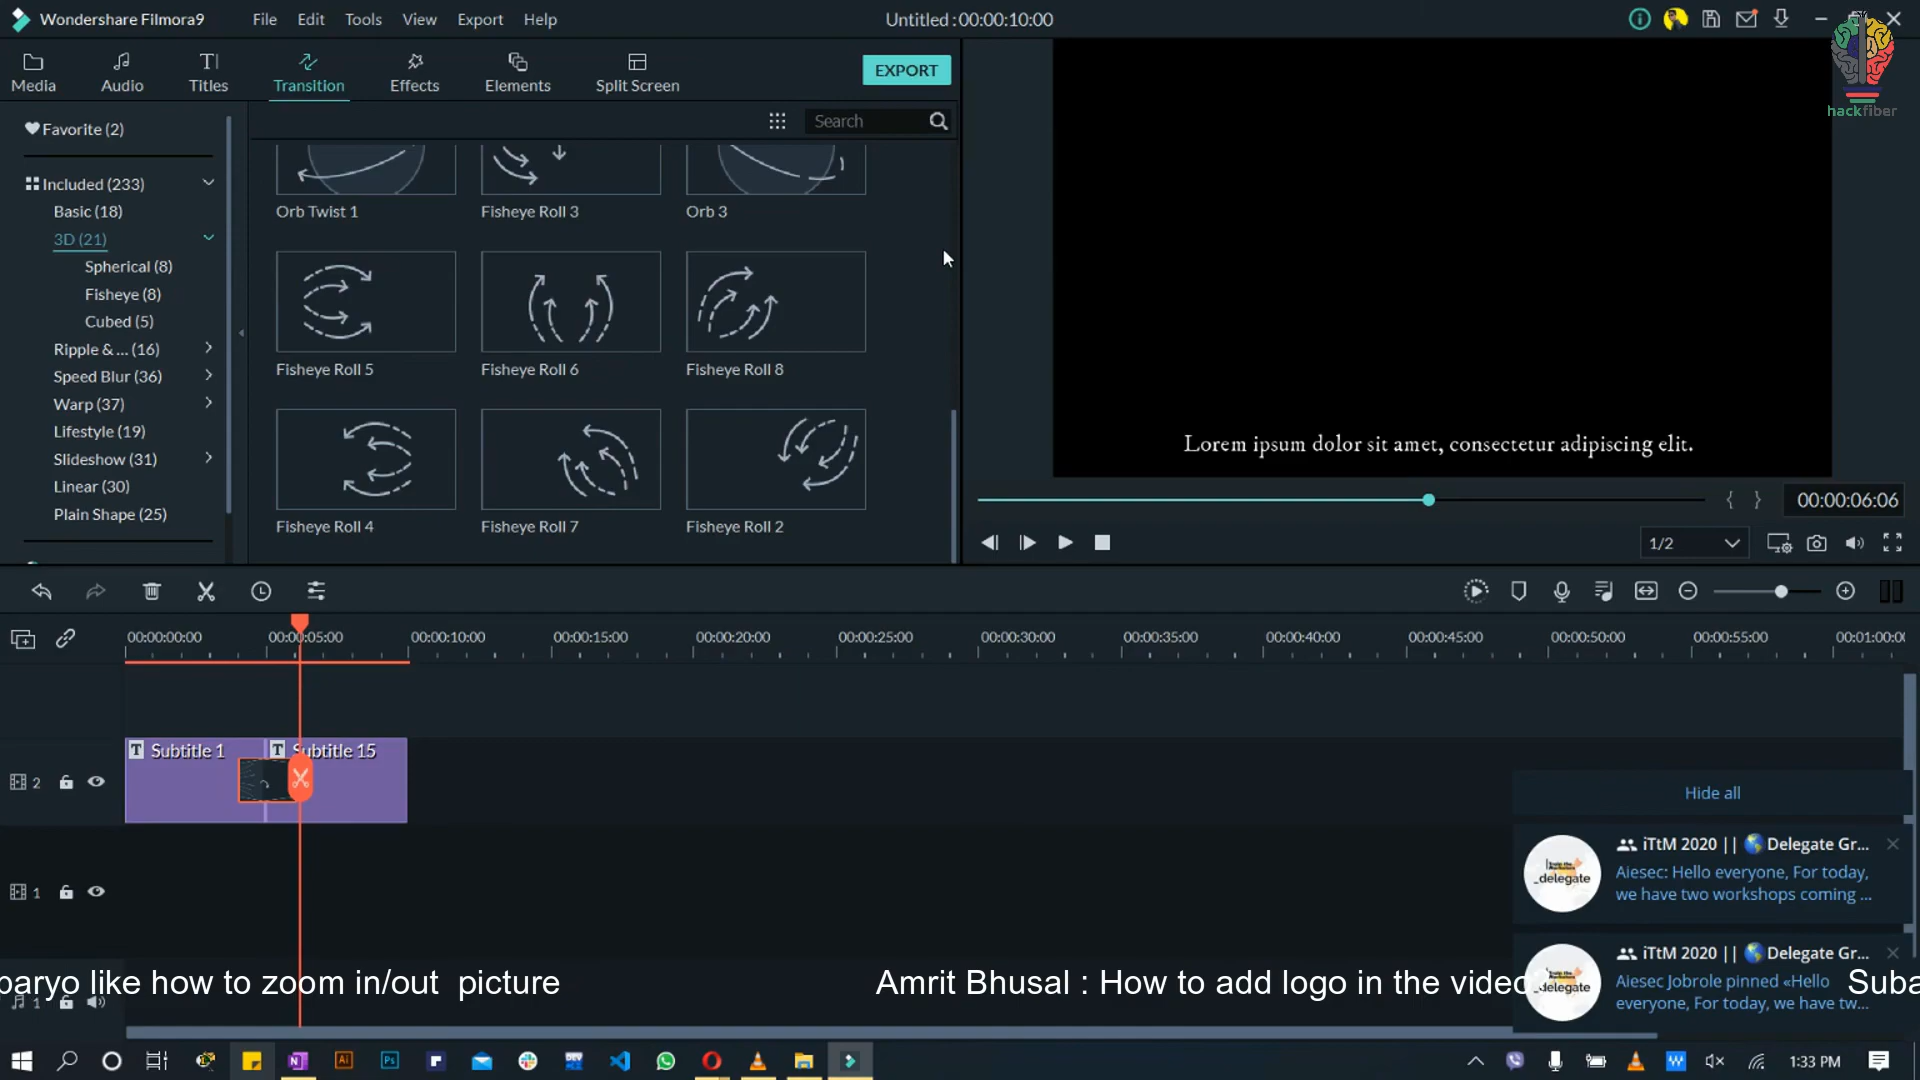 Wondershare Filmora9
File
Edit
Tools
View
Export
Help
Untitled : 00:00:10:00
Media
Audio
Titles
Transition
Effects
Elements
Split Screen
EXPORT
hackfiber
Favorite (2)
Search
Included (233)
Basic (18)
3D (21)
Spherical (8)
Fisheye (8)
Cubed (5)
Ripple & ... (16)
Speed Blur (36)
Warp (37)
Lifestyle (19)
Slideshow (31)
Linear (30)
Plain Shape (25)
Orb Twist 1
Fisheye Roll 3
Orb 3
Fisheye Roll 5
Fisheye Roll 6
Fisheye Roll 8
Fisheye Roll 4
Fisheye Roll 7
Fisheye Roll 2
Lorem ipsum dolor sit amet, consectetur adipiscing elit.
00:00:06:06
1/2
00:00:00:00
00:00:05:00
00:00:10:00
00:00:15:00
00:00:20:00
00:00:25:00
00:00:30:00
00:00:35:00
00:00:40:00
00:00:45:00
00:00:50:00
00:00:55:00
00:01:00:0
T Subtitle 1
T Subtitle 15
2
1
1
Hide all
iTtM 2020 || Delegate Gr...
Aiesec: Hello everyone, For today,
we have two workshops coming ...
_delegate
iTtM 2020 || Delegate Gr...
Aiesec Jobrole pinned «Hello
everyone, For today, we have tw...
_delegate
paryo like how to zoom in/out picture
Amrit Bhusal : How to add logo in the video
Suba
1:33 PM